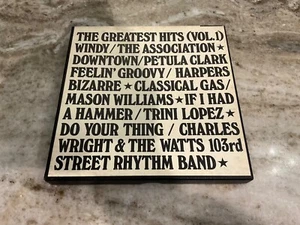 THE GREATEST HITS (VOL.1)
WINDY/THE ASSOCIATION★
DOWNTOWN/PETULA CLARK
FEELIN' GROOVY/HARPERS
BIZARRE ★ CLASSICAL GAS/
MASON WILLIAMS ★ IF I HAD
A HAMMER/TRINI LOPEZ★
DO YOUR THING / CHARLES
WRIGHT & THE WATTS 103rd
STREET RHYTHM BAND★